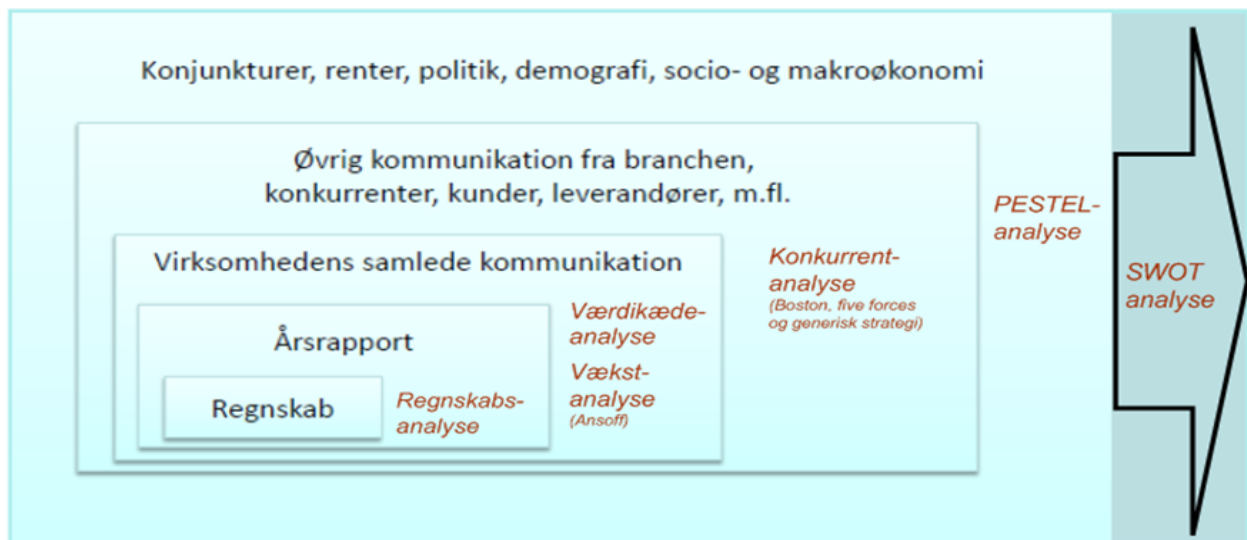 Konjunkturer, renter, politik, demografi, socio- og makroøkonomi
Øvrig kommunikation fra branchen,
konkurrenter, kunder, leverandører, m.fl.
Virksomhedens samlede kommunikation
Årsrapport
Regnskab
Regnskabs-
analyse
Værdikæde-
analyse
Vækst-
analyse
(Ansoff)
Konkurrent-
analyse
(Boston, five forces
og generisk strategi)
PESTEL-
analyse
SWOT
analyse